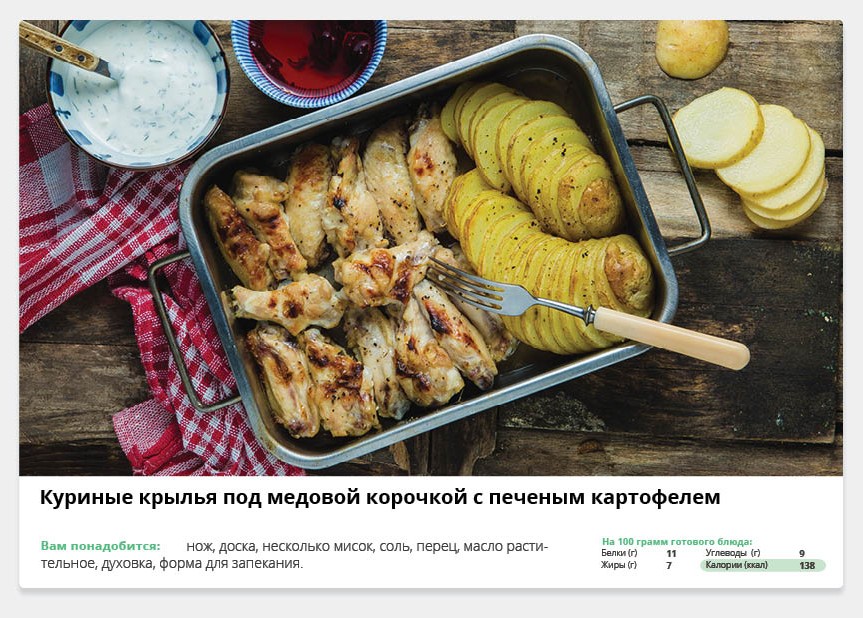 Куриные крылья под медовой корочкой с печеным картофелем
Вам понадобится: нож, доска, несколько мисок, соль, перец, масло расти-
тельное, духовка, форма для запекания.
На 100 грамм готового блюда:
Белки (г) 11 Углеводы (г) 9
Жиры (г) 7 Калории (ккал) 138